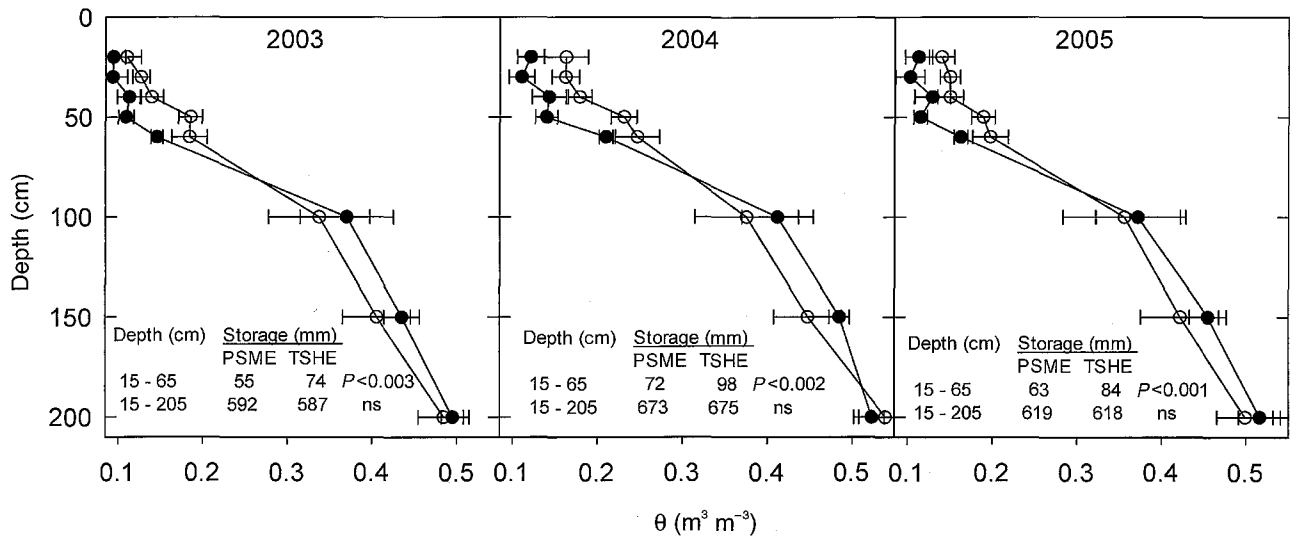 2003
2004
2005
Depth (cm)
0
50
100
150
200
Depth (cm) Storage (mm)
PSME TSHE
15 - 65 55 74 P<0.003
15 - 205 592 587 ns
Depth (cm) Storage (mm)
PSME TSHE
15 - 65 72 98 P<0.002
15 - 205 673 675 ns
Depth (cm) Storage (mm)
PSME TSHE
15 - 65 63 84 P<0.001
15 - 205 619 618 ns
0.1 0.2 0.3 0.4 0.5
0.1 0.2 0.3 0.4 0.5
0.1 0.2 0.3 0.4 0.5
θ (m³ m⁻³)